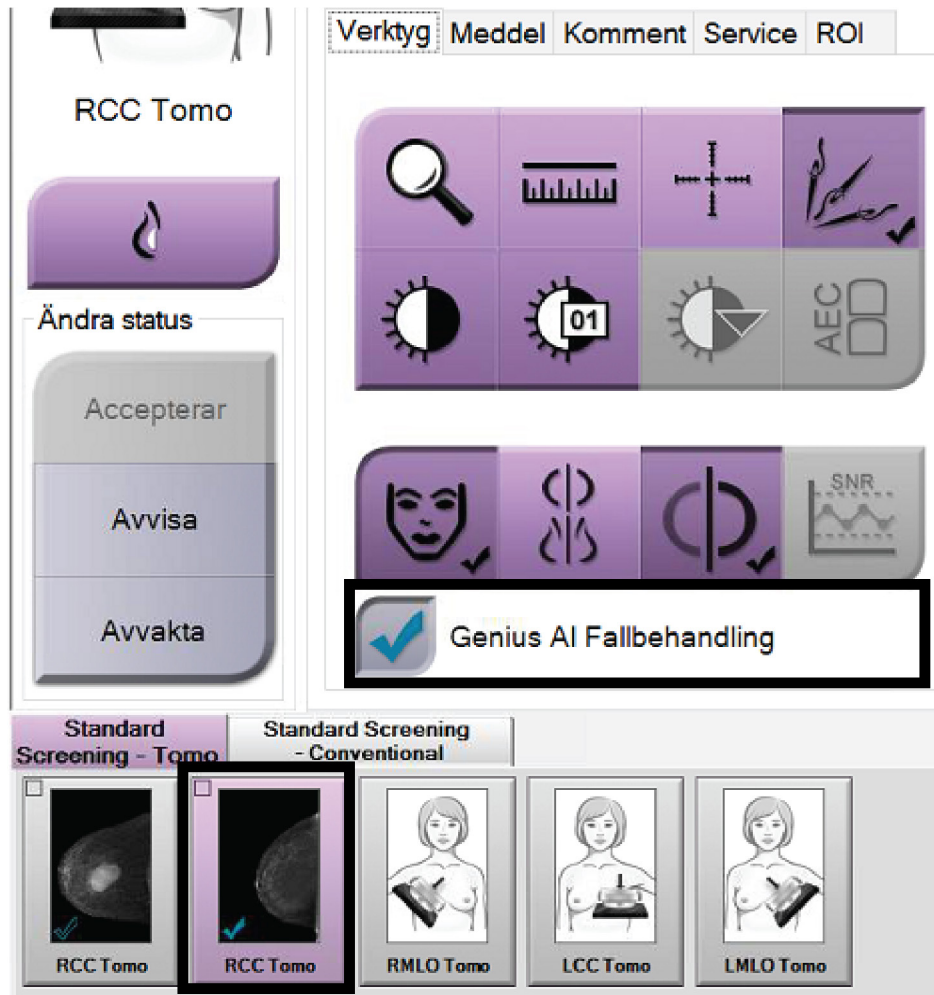 RCC Tomo
Ändra status
Accepterar
Avvisa
Avvakta
Verktyg Meddel Komment Service ROI
01
AEC
SNR
Genius AI Fallbehandling
Standard
Screening - Tomo
Standard Screening
- Conventional
RCC Tomo
RCC Tomo
RMLO Tomo
LCC Tomo
LMLO Tomo